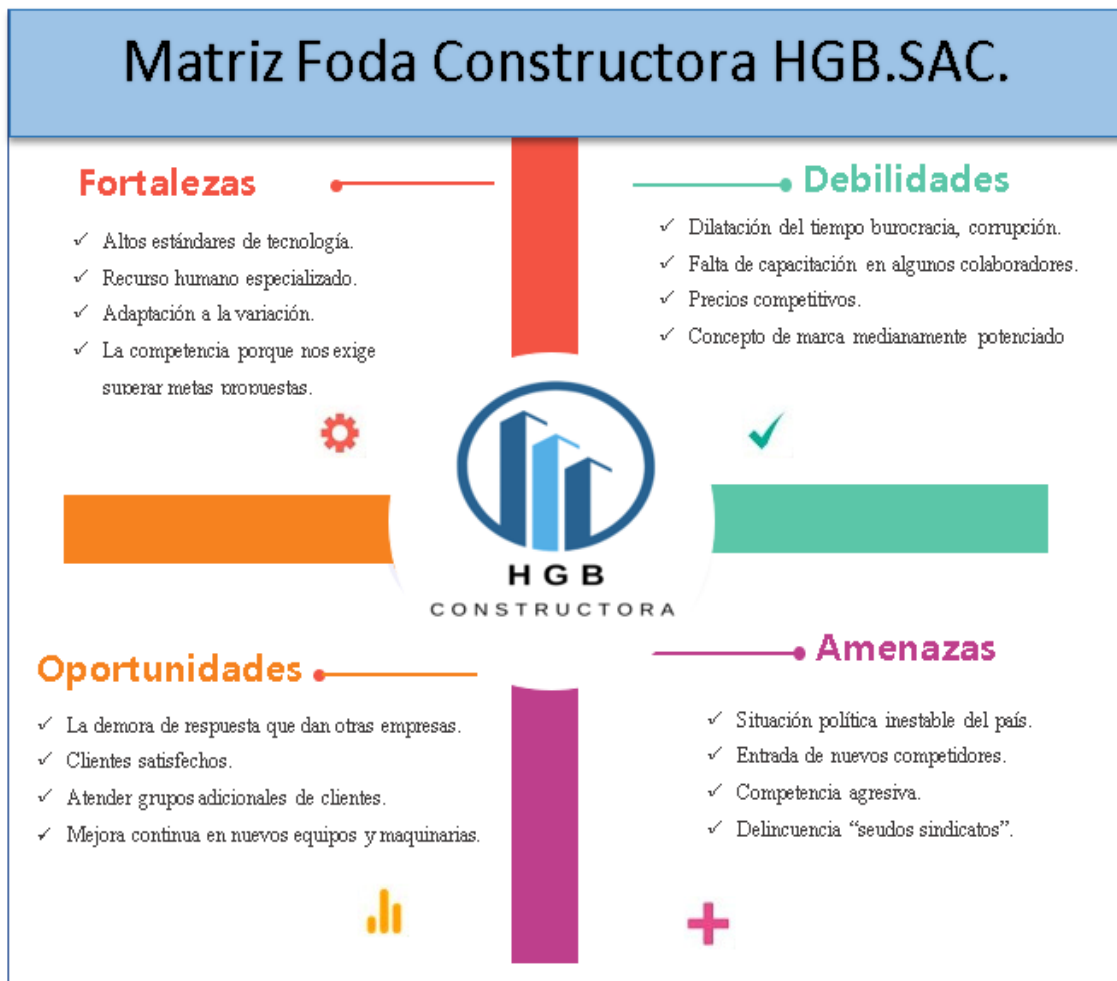 Matriz Foda Constructora HGB.SAC.
Fortalezas
✓ Altos estándares de tecnología.
✓ Recurso humano especializado.
✓ Adaptación a la variación.
✓ La competencia porque nos exige
superar metas propuestas.
Debilidades
✓ Dilatación del tiempo burocracia, corrupción.
✓ Falta de capacitación en algunos colaboradores.
✓ Precios competitivos.
✓ Concepto de marca medianamente potenciado
HGB
CONSTRUCTORA
Oportunidades
✓ La demora de respuesta que dan otras empresas.
✓ Clientes satisfechos.
✓ Atender grupos adicionales de clientes.
✓ Mejora continua en nuevos equipos y maquinarias.
Amenazas
✓ Situación política inestable del país.
✓ Entrada de nuevos competidores.
✓ Competencia agresiva.
✓ Delincuencia “seudos sindicatos”.